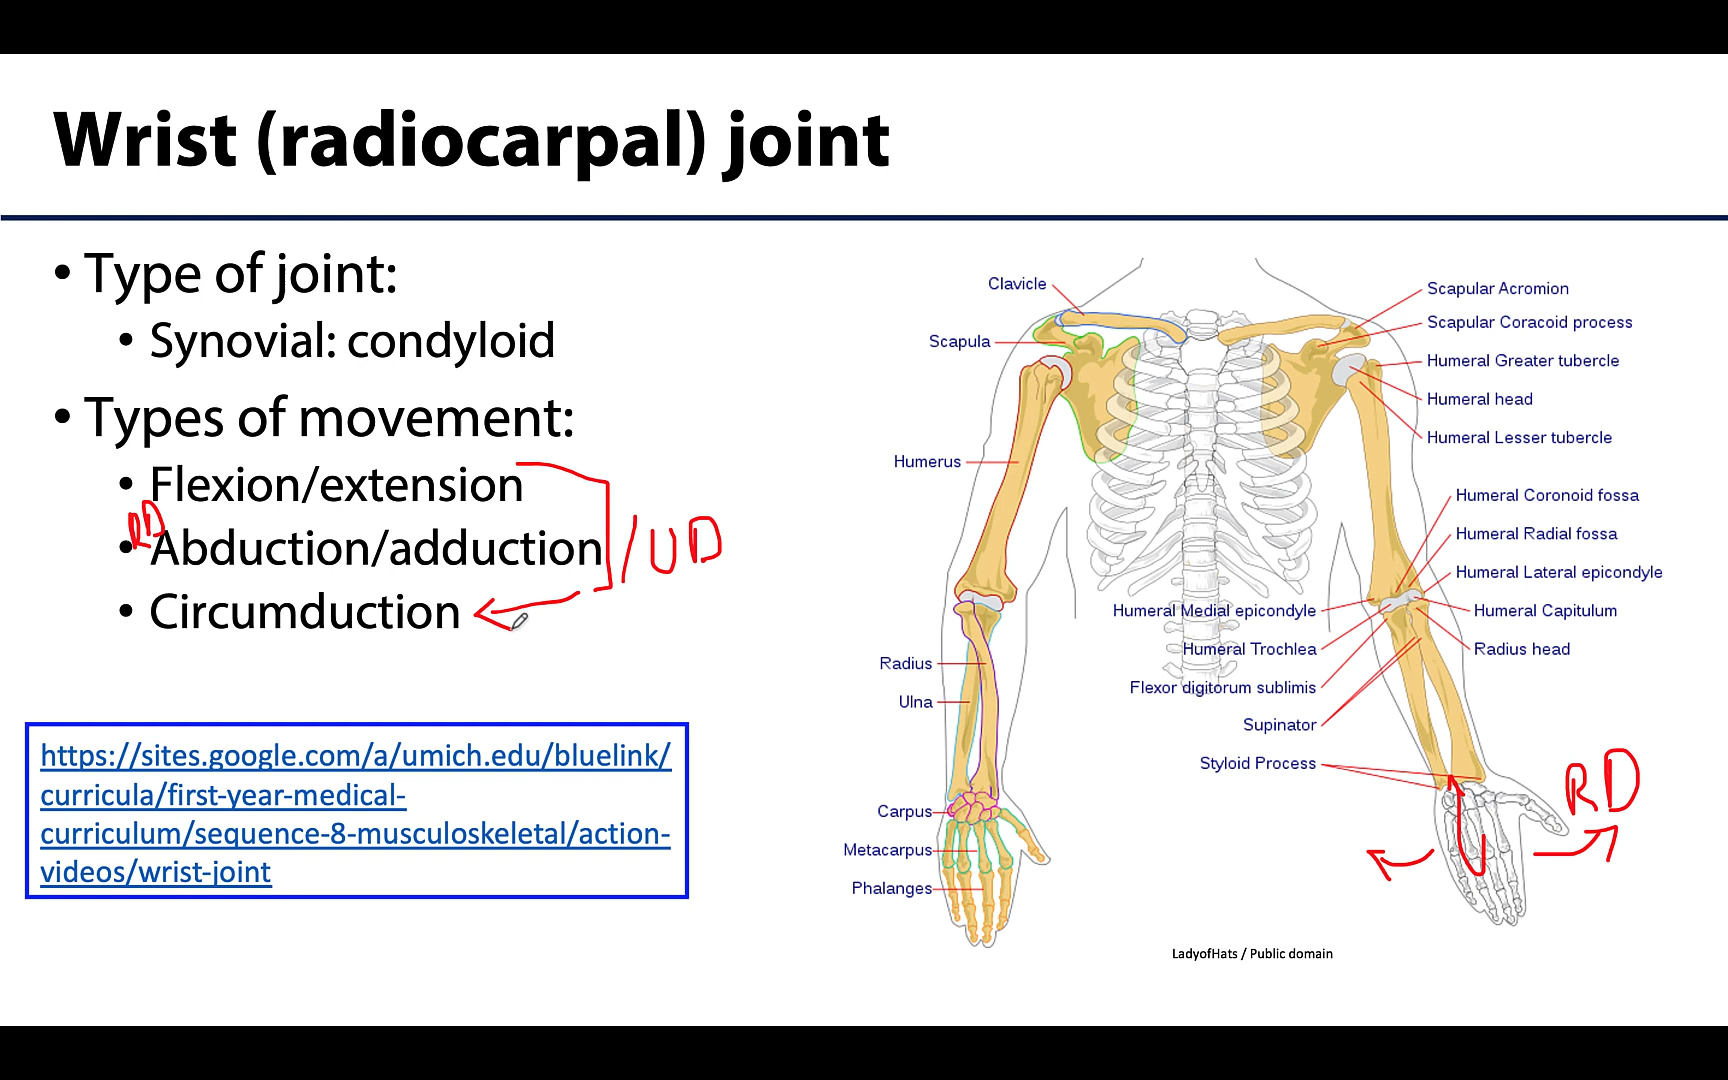 Wrist (radiocarpal) joint
• Type of joint:
• Synovial: condyloid
• Types of movement:
• Flexion/extension
RD
• Abduction/adduction
/UD
• Circumduction
https://sites.google.com/a/umich.edu/bluelink/
curricula/first-year-medical-
curriculum/sequence-8-musculoskeletal/action-
videos/wrist-joint
Clavicle
Scapula
Humerus
Radius
Ulna
Carpus
Metacarpus
Phalanges
Scapular Acromion
Scapular Coracoid process
Humeral Greater tubercle
Humeral head
Humeral Lesser tubercle
Humeral Coronoid fossa
Humeral Radial fossa
Humeral Lateral epicondyle
Humeral Capitulum
Radius head
Humeral Medial epicondyle
Humeral Trochlea
Flexor digitorum sublimis
Supinator
Styloid Process
RD
LadyofHats / Public domain